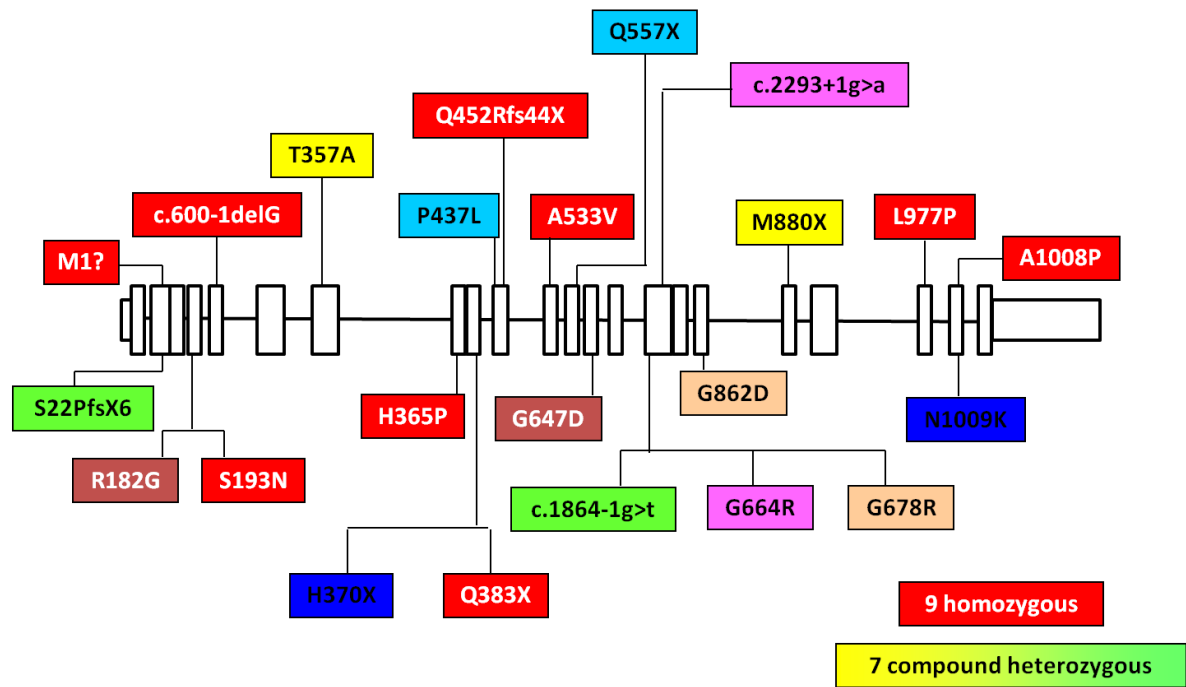 Q557X
c.2293+1g>a
Q452Rfs44X
T357A
c.600-1delG
P437L
A533V
M880X
L977P
M1?
A1008P
S22PfsX6
H365P
G647D
G862D
N1009K
R182G
S193N
c.1864-1g>t
G664R
G678R
H370X
Q383X
9 homozygous
7 compound heterozygous